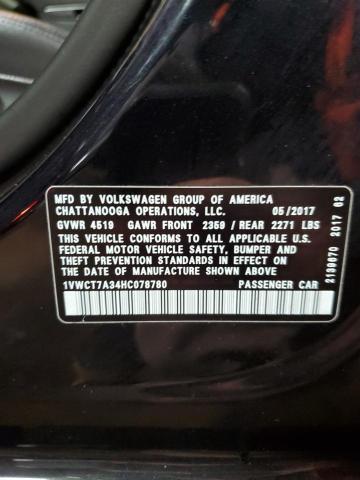 MFD BY VOLKSWAGEN GROUP OF AMERICA
CHATTANOOGA OPERATIONS, LLC. 05/2017
GVWR 4519 GAWR FRONT 2359 / REAR 2271 LBS
THIS VEHICLE CONFORMS TO ALL APPLICABLE U.S.
FEDERAL MOTOR VEHICLE SAFETY, BUMPER AND
THEFT PREVENTION STANDARDS IN EFFECT ON
THE DATE OF MANUFACTURE SHOWN ABOVE
1VWCT7A34HC078780 PASSENGER CAR
2139670 2017 02